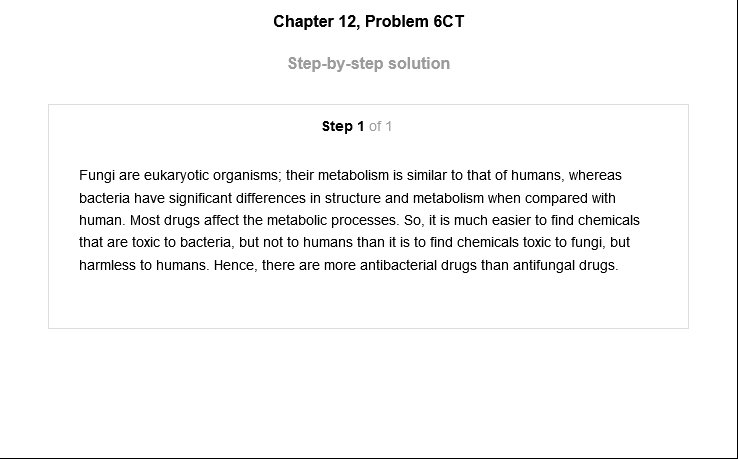 Chapter 12, Problem 6CT
Step-by-step solution
Step 1 of 1
Fungi are eukaryotic organisms; their metabolism is similar to that of humans, whereas
bacteria have significant differences in structure and metabolism when compared with
human. Most drugs affect the metabolic processes. So, it is much easier to find chemicals
that are toxic to bacteria, but not to humans than it is to find chemicals toxic to fungi, but
harmless to humans. Hence, there are more antibacterial drugs than antifungal drugs.